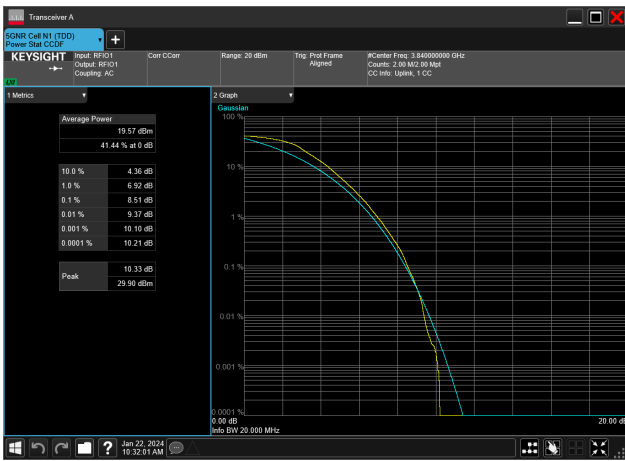 Transceiver A
5GNR Cell N1 (TDD)
Power Stat CCDF
KEYSIGHT
LXI
Input: RFIO1
Output: RFIO1
Coupling: AC
Corr CCorr
Range: 20 dBm
Trig: Prot Frame
Aligned
#Center Freq: 3.840000000 GHz
Counts: 2.00 M/2.00 Mpt
CC Info: Uplink, 1 CC
1 Metrics
Average Power
19.57 dBm
41.44 % at 0 dB
10.0 % 4.36 dB
1.0 % 6.92 dB
0.1 % 8.51 dB
0.01 % 9.37 dB
0.001 % 10.10 dB
0.0001 % 10.21 dB
Peak
10.33 dB
29.90 dBm
2 Graph
Gaussian
100 %
10 %
1 %
0.1 %
0.01 %
0.001 %
0.0001 %
0.00 dB
20.00 dB
Info BW 20.000 MHz
Jan 22, 2024
10:32:01 AM